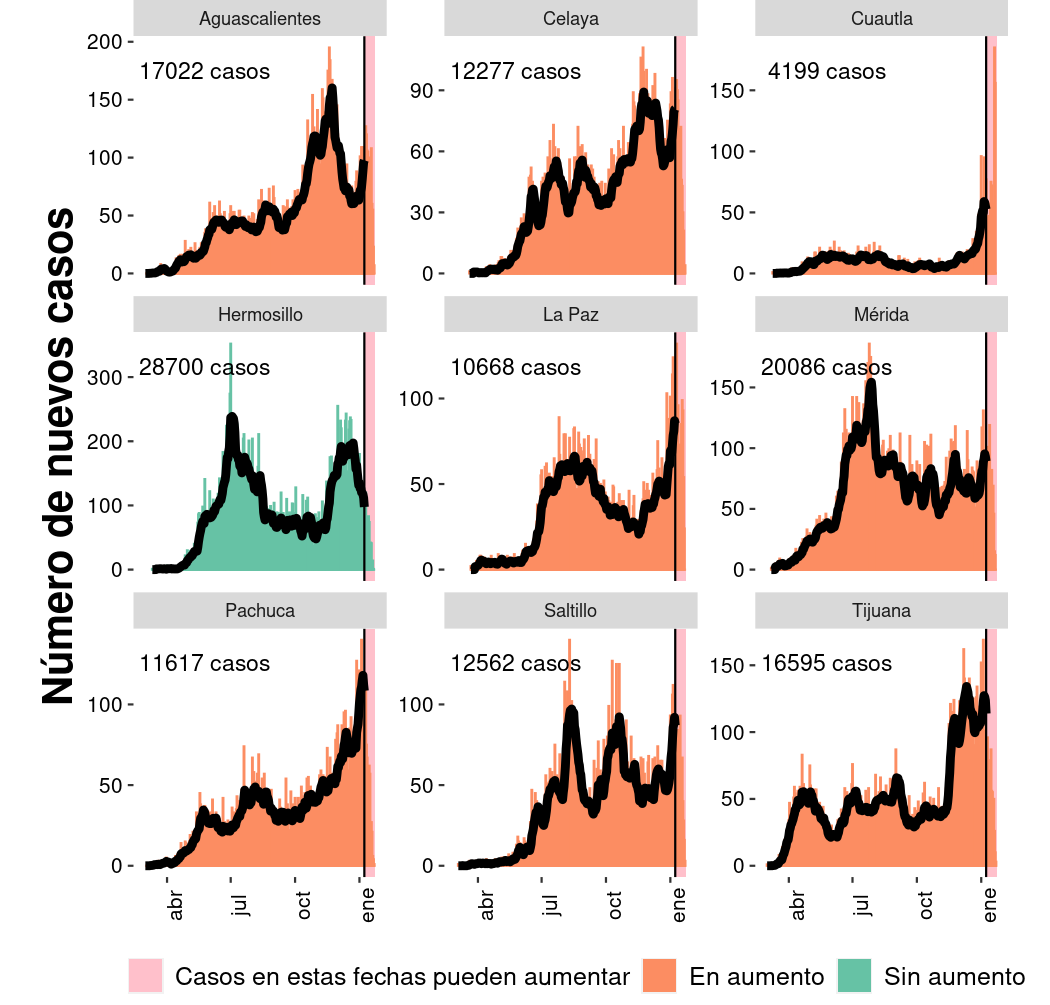 Número de nuevos casos
Aguascalientes
Celaya
Cuautla
200
150
100
50
0
17022 casos
90
60
30
0
12277 casos
150
100
50
0
4199 casos
Hermosillo
La Paz
Mérida
300
200
100
0
28700 casos
100
50
0
10668 casos
150
100
50
0
20086 casos
Pachuca
Saltillo
Tijuana
100
50
0
11617 casos
100
50
0
12562 casos
150
100
50
0
16595 casos
abr jul oct ene
abr jul oct ene
abr jul oct ene
Casos en estas fechas pueden aumentar En aumento Sin aumento